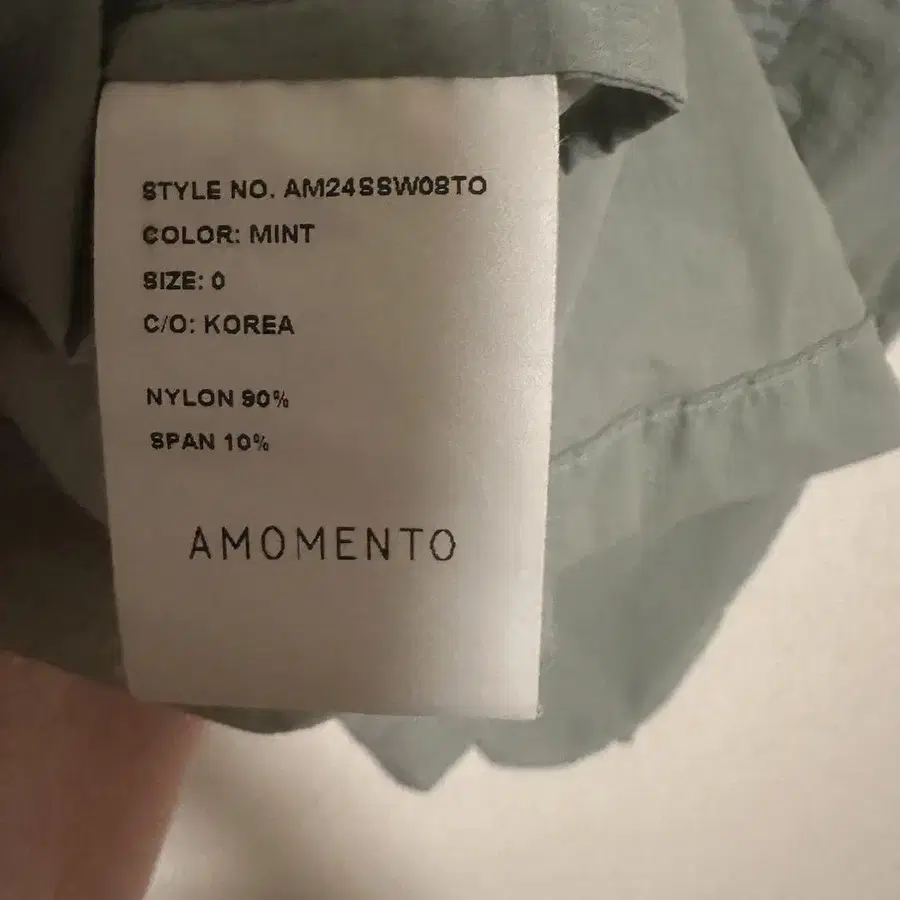 STYLE NO. AM24SSW08TO
COLOR: MINT
SIZE: 0
C/O: KOREA
NYLON 90%
SPAN 10%
AMOMENTO